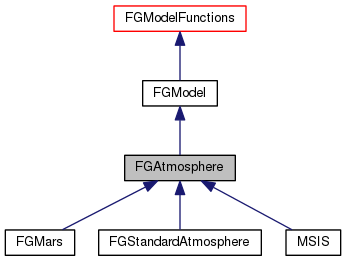 FGModelFunctions
FGModel
FGAtmosphere
FGMars
FGStandardAtmosphere
MSIS